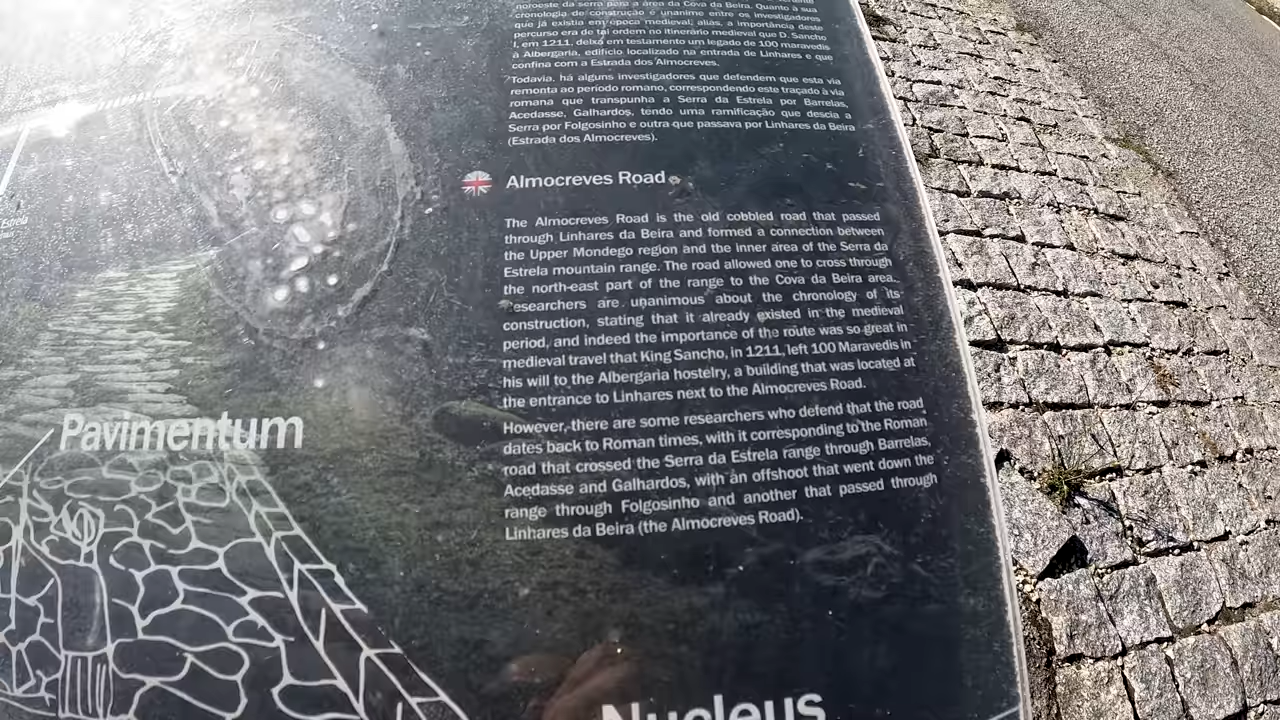 noroeste da serra para a área da Cova da Beira. Quanto à sua
cronologia de construção é unânime entre os investigadores
que já existia em época medieval, aliás, a importância deste
percurso era de tal ordem no itinerário medieval que D. Sancho
I, em 1211, deixa em testamento um legado de 100 maravedis
à Albergaria, edifício localizado na entrada de Linhares e que
confina com a Estrada dos Almocreves.
Todavia, há alguns investigadores que defendem que esta via
remonta ao período romano, correspondendo este traçado à via
romana que transpunha a Serra da Estrela por Barrelas,
Acedasse, Galhardos, tendo uma ramificação que descia a
Serra por Folgosinho e outra que passava por Linhares da Beira
(Estrada dos Almocreves).
Estrela
Almocreves Road
The Almocreves Road is the old cobbled road that passed
through Linhares da Beira and formed a connection between
the Upper Mondego region and the inner area of the Serra da
Estrela mountain range. The road allowed one to cross through
the north-east part of the range to the Cova da Beira area.
Researchers are unanimous about the chronology of its
construction, stating that it already existed in the medieval
period, and indeed the importance of the route was so great in
medieval travel that King Sancho, in 1211, left 100 Maravedis in
his will to the Albergaria hostelry, a building that was located at
the entrance to Linhares next to the Almocreves Road.
However, there are some researchers who defend that the road
dates back to Roman times, with it corresponding to the Roman
road that crossed the Serra da Estrela range through Barrelas,
Acedasse and Galhardos, with an offshoot that went down the
range through Folgosinho and another that passed through
Linhares da Beira (the Almocreves Road).
Pavimentum
Nucleus